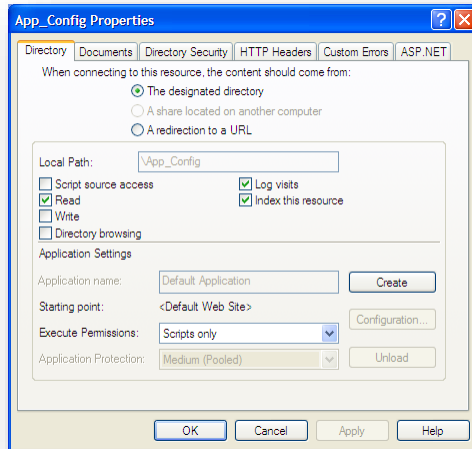 App_Config Properties
Directory Documents Directory Security HTTP Headers Custom Errors ASP.NET
When connecting to this resource, the content should come from:
The designated directory
A share located on another computer
A redirection to a URL
Local Path: \App_Config
Script source access Log visits
Read Index this resource
Write
Directory browsing
Application Settings
Application name: Default Application Create
Starting point: <Default Web Site>
Configuration...
Execute Permissions: Scripts only
Application Protection: Medium (Pooled) Unload
OK Cancel Apply Help